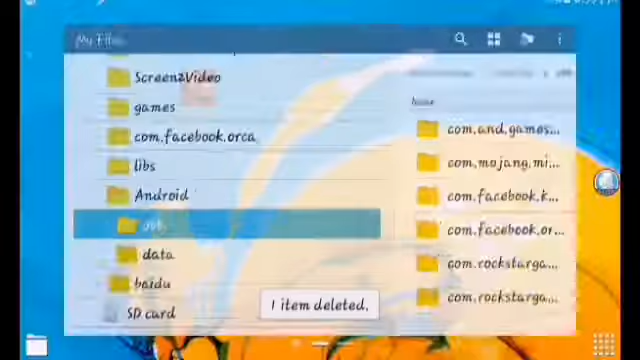 My Files
Screen2Video
games
com.facebook.orca
libs
Android
data
baidu
SD card
1 item deleted.
com.and.games...
com.mojang.mi...
com.facebook.k...
com.facebook.or...
com.rockstarga...
com.rockstarga...